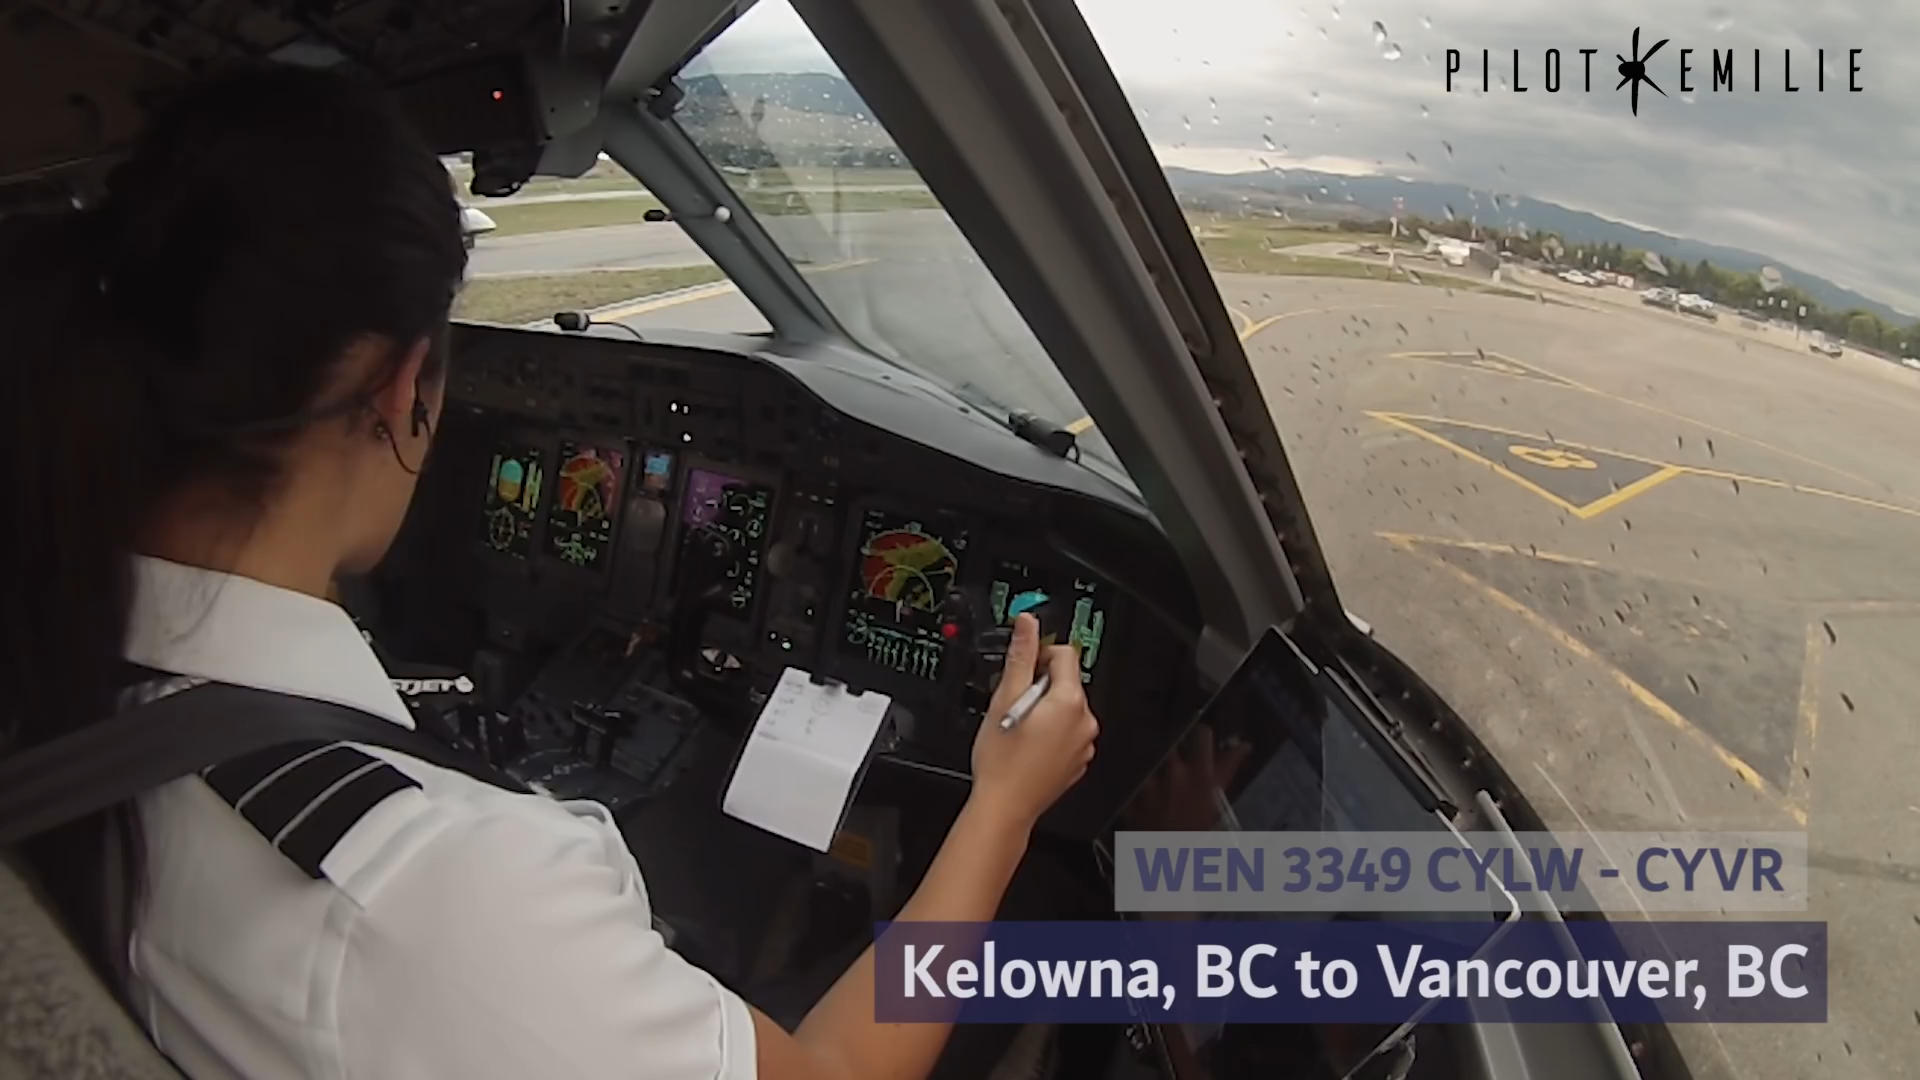 PILOT EMILIE
WEN 3349 CYLW - CYVR
Kelowna, BC to Vancouver, BC